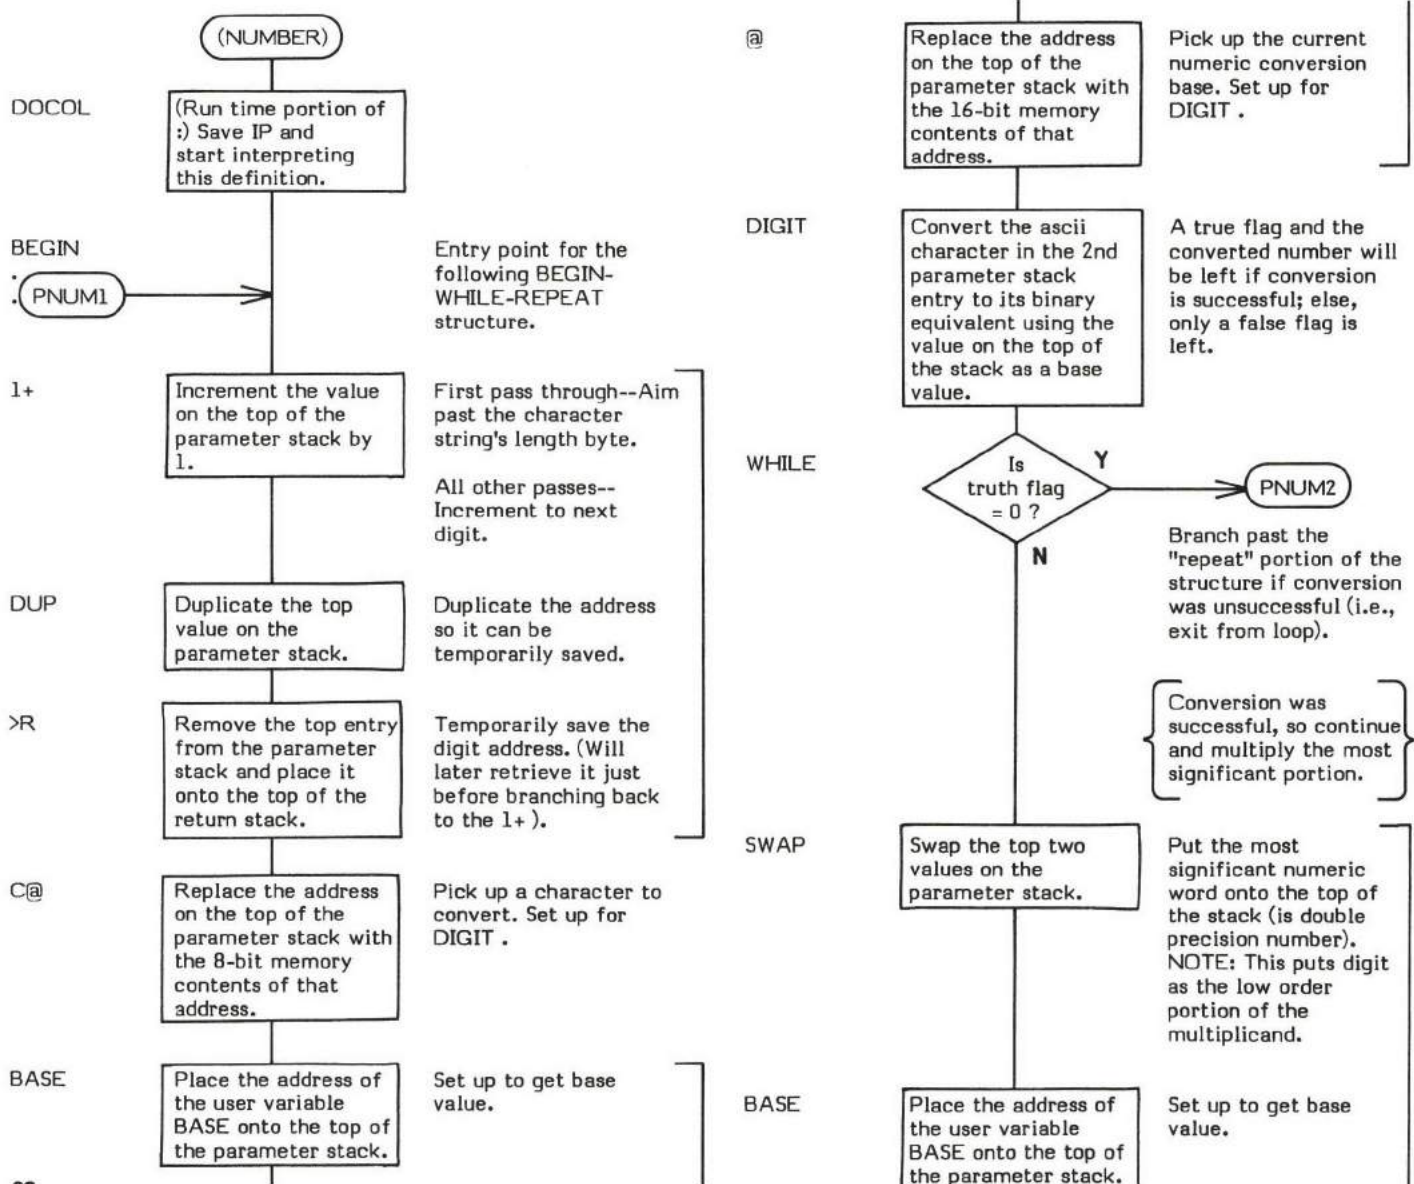 (NUMBER)
DOCOL
(Run time portion of
:) Save IP and
start interpreting
this definition.
BEGIN
:
PNUM1
Entry point for the
following BEGIN-
WHILE-REPEAT
structure.
1+
Increment the value
on the top of the
parameter stack by
1.
First pass through--Aim
past the character
string's length byte.
All other passes--
Increment to next
digit.
DUP
Duplicate the top
value on the
parameter stack.
Duplicate the address
so it can be
temporarily saved.
>R
Remove the top entry
from the parameter
stack and place it
onto the top of the
return stack.
Temporarily save the
digit address. (Will
later retrieve it just
before branching back
to the 1+ ).
C@
Replace the address
on the top of the
parameter stack with
the 8-bit memory
contents of that
address.
Pick up a character to
convert. Set up for
DIGIT .
BASE
Place the address of
the user variable
BASE onto the top of
the parameter stack.
Set up to get base
value.
@
Replace the address
on the top of the
parameter stack with
the 16-bit memory
contents of that
address.
Pick up the current
numeric conversion
base. Set up for
DIGIT .
DIGIT
Convert the ascii
character in the 2nd
parameter stack
entry to its binary
equivalent using the
value on the top of
the stack as a base
value.
A true flag and the
converted number will
be left if conversion
is successful; else,
only a false flag is
left.
WHILE
Is
truth flag
= 0 ?
Y
PNUM2
N
Branch past the
"repeat" portion of the
structure if conversion
was unsuccessful (i.e.,
exit from loop).
Conversion was
successful, so continue
and multiply the most
significant portion.
SWAP
Swap the top two
values on the
parameter stack.
Put the most
significant numeric
word onto the top of
the stack (is double
precision number).
NOTE: This puts digit
as the low order
portion of the
multiplicand.
BASE
Place the address of
the user variable
BASE onto the top of
the parameter stack.
Set up to get base
value.